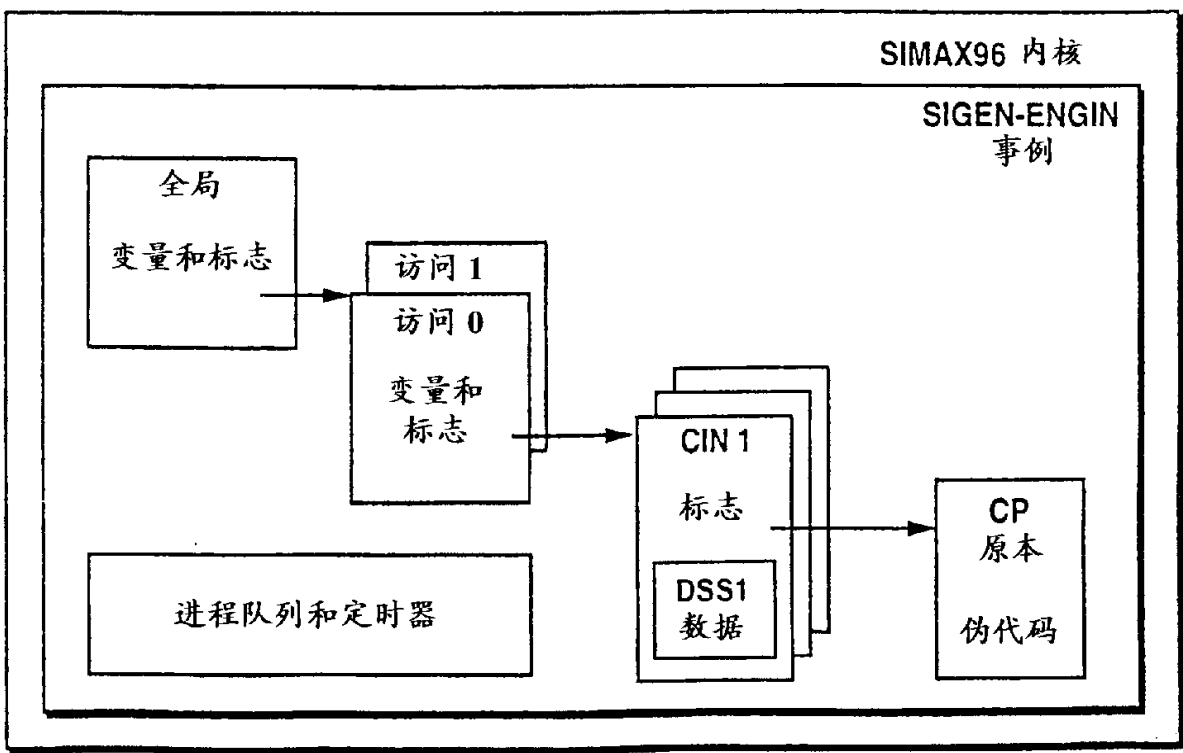 SIMAX96 内核
SIGEN-ENGIN
事例
全局
变量和标志
访问 1
访问 0
变量和
标志
CIN 1
标志
DSS1
数据
CP
原本
伪代码
进程队列和定时器